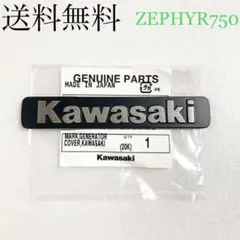 送料無料
ZEPHYR750
GENUINE PARTS
MADE IN JAPAN
Kawasaki
MARK,GENERATOR
COVER,KAWASAKI
(20K)
1
Kawasaki